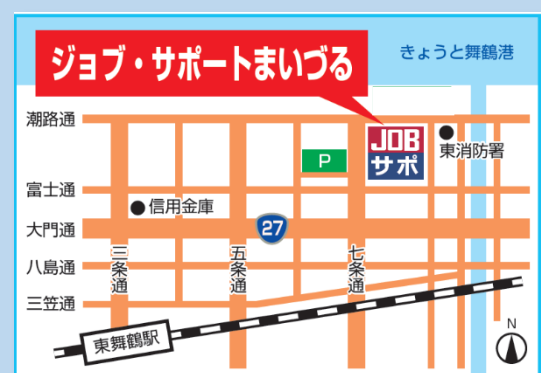 ジョブ・サポートまいづる
きょうと舞鶴港
潮路通
JOB
サポ
東消防署
P
富士通
信用金庫
大門通
27
八島通
三条通
五条通
七条通
三笠通
東舞鶴駅
N